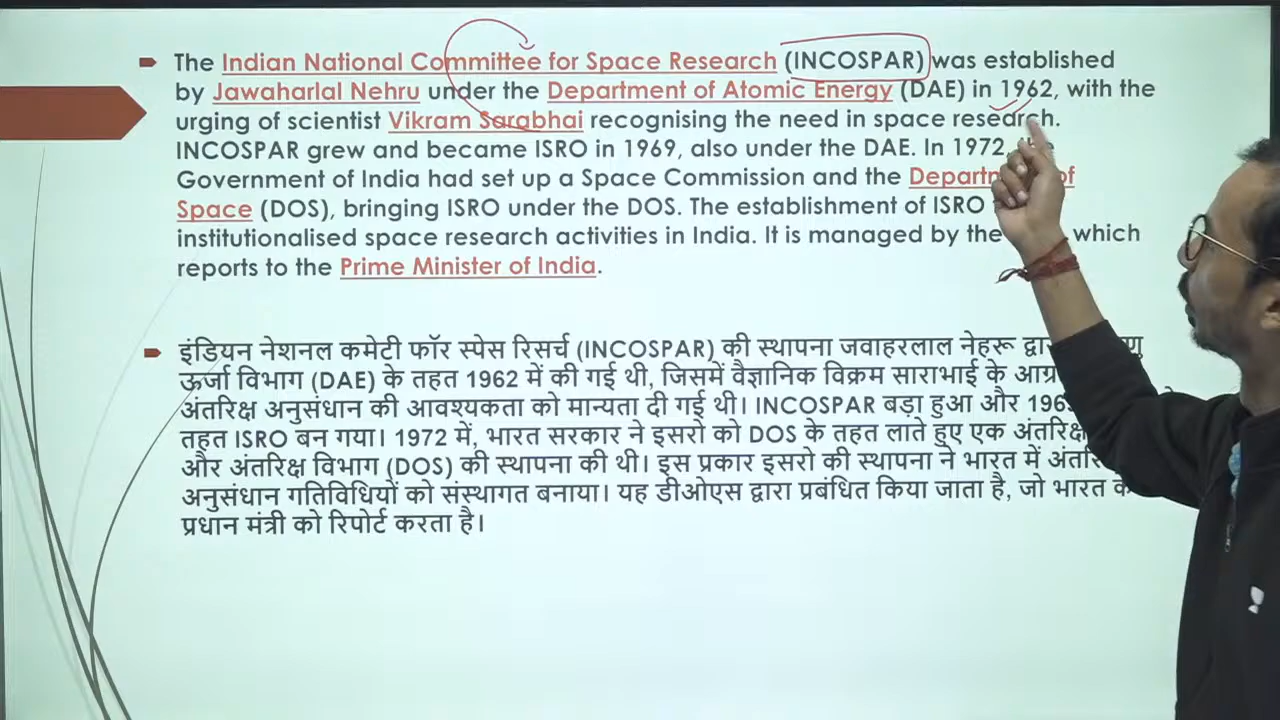 The Indian National Committee for Space Research (INCOSPAR) was established
by Jawaharlal Nehru under the Department of Atomic Energy (DAE) in 1962, with the
urging of scientist Vikram Sarabhai recognising the need in space research.
INCOSPAR grew and became ISRO in 1969, also under the DAE. In 1972,
Government of India had set up a Space Commission and the of
Space (DOS), bringing ISRO under the DOS. The establishment of ISRO
institutionalised space research activities in India. It is managed by the which
reports to the Prime Minister of India.
इंडियन नेशनल कमेटी फॉर स्पेस रिसर्च (INCOSPAR) की स्थापना जवाहरलाल नेहरू
ऊर्जा विभाग (DAE) के तहत 1962 में की गई थी, जिसमें वैज्ञानिक विक्रम साराभाई के
अंतरिक्ष अनुसंधान की आवश्यकता को मान्यता दी गई थी। INCOSPAR बड़ा हुआ और
तहत ISRO बन गया। 1972 में, भारत सरकार ने इसरो को DOS के तहत लाते हुए एक अंतरिक्ष
और अंतरिक्ष विभाग (DOS) की स्थापना की थी। इस प्रकार इसरो की स्थापना ने भारत में
अनुसंधान गतिविधियों को संस्थागत बनाया। यह डीओएस द्वारा प्रबंधित किया जाता है, जो भारत के
प्रधान मंत्री को रिपोर्ट करता है।